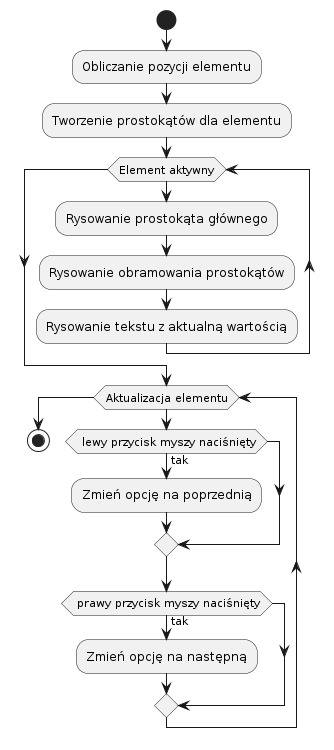 Obliczanie pozycji elementu
Tworzenie prostokątów dla elementu
Element aktywny
Rysowanie prostokąta głównego
Rysowanie obramowania prostokątów
Rysowanie tekstu z aktualną wartością
Aktualizacja elementu
lewy przycisk myszy naciśnięty
tak
Zmień opcję na poprzednią
prawy przycisk myszy naciśnięty
tak
Zmień opcję na następną